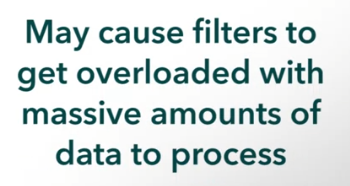 May cause filters to
get overloaded with
massive amounts of
data to process